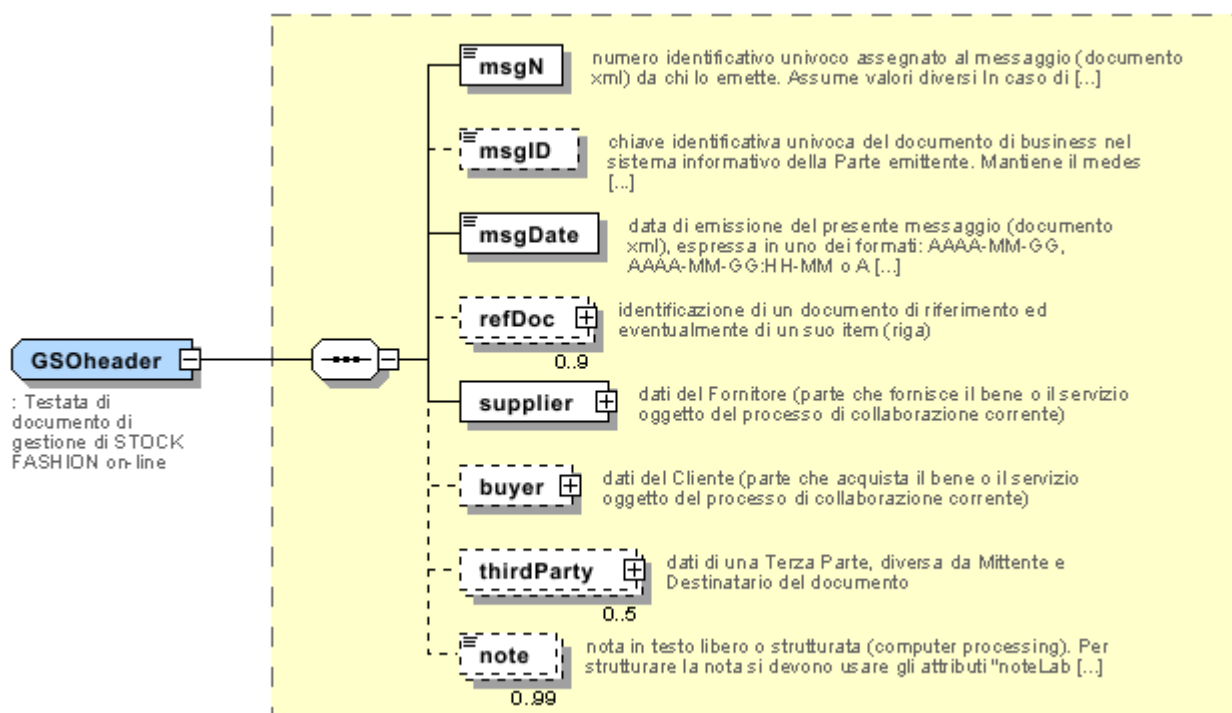 msgN
numero identificativo univoco assegnato al messaggio (documento
xml) da chi lo emette. Assume valori diversi In caso di [...]
msgID
chiave identificativa univoca del documento di business nel
sistema informativo della Parte emittente. Mantiene il medes
[...]
msgDate
data di emissione del presente messaggio (documento
xml), espressa in uno dei formati: AAAA-MM-GG,
AAAA-MM-GG:HH-MM o A [...]
refDoc
0..9
identificazione di un documento di riferimento ed
eventualmente di un suo item (riga)
GSOheader
: Testata di
documento di
gestione di STOCK
FASHION on-line
supplier
dati del Fornitore (parte che fornisce il bene o il servizio
oggetto del processo di collaborazione corrente)
buyer
dati del Cliente (parte che acquista il bene o il servizio
oggetto del processo di collaborazione corrente)
thirdParty
0..5
dati di una Terza Parte, diversa da Mittente e
Destinatario del documento
note
0..99
nota in testo libero o strutturata (computer processing). Per
strutturare la nota si devono usare gli attributi "noteLab [...]